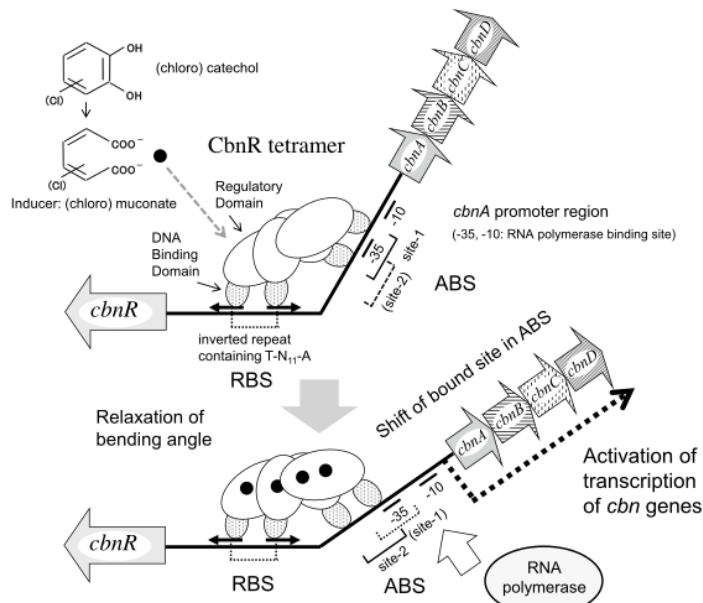 OH
(chloro) catechol
(Cl)
OH
COO⁻
COO⁻
(Cl)
Inducer: (chloro) muconate
CbnR tetramer
Regulatory
Domain
DNA
Binding
Domain
cbnA
cbnB
cbnC
cbnD
-10
-35
site-1
(site-2)
cbnA promoter region
(-35, -10: RNA polymerase binding site)
ABS
cbnR
inverted repeat
containing T-N₁₁-A
RBS
Relaxation of
bending angle
Shift of bound site in ABS
cbnA
cbnB
cbnC
cbnD
Activation of
transcription
of cbn genes
-10
-35
(site-1)
site-2
cbnR
RBS
ABS
RNA
polymerase